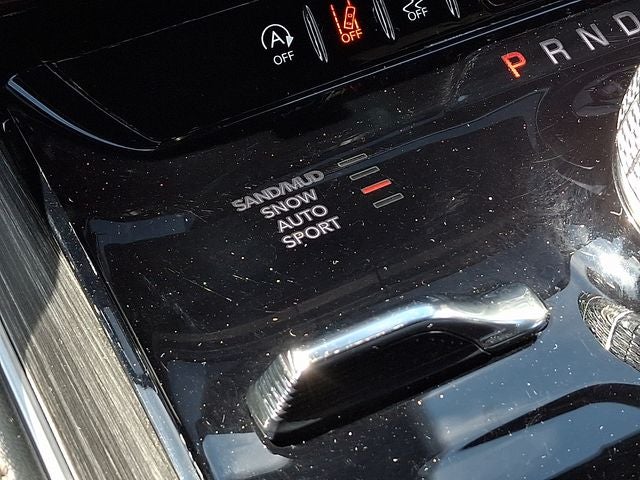 A
OFF
OFF
OFF
P R N D
SAND/MUD
SNOW
AUTO
SPORT